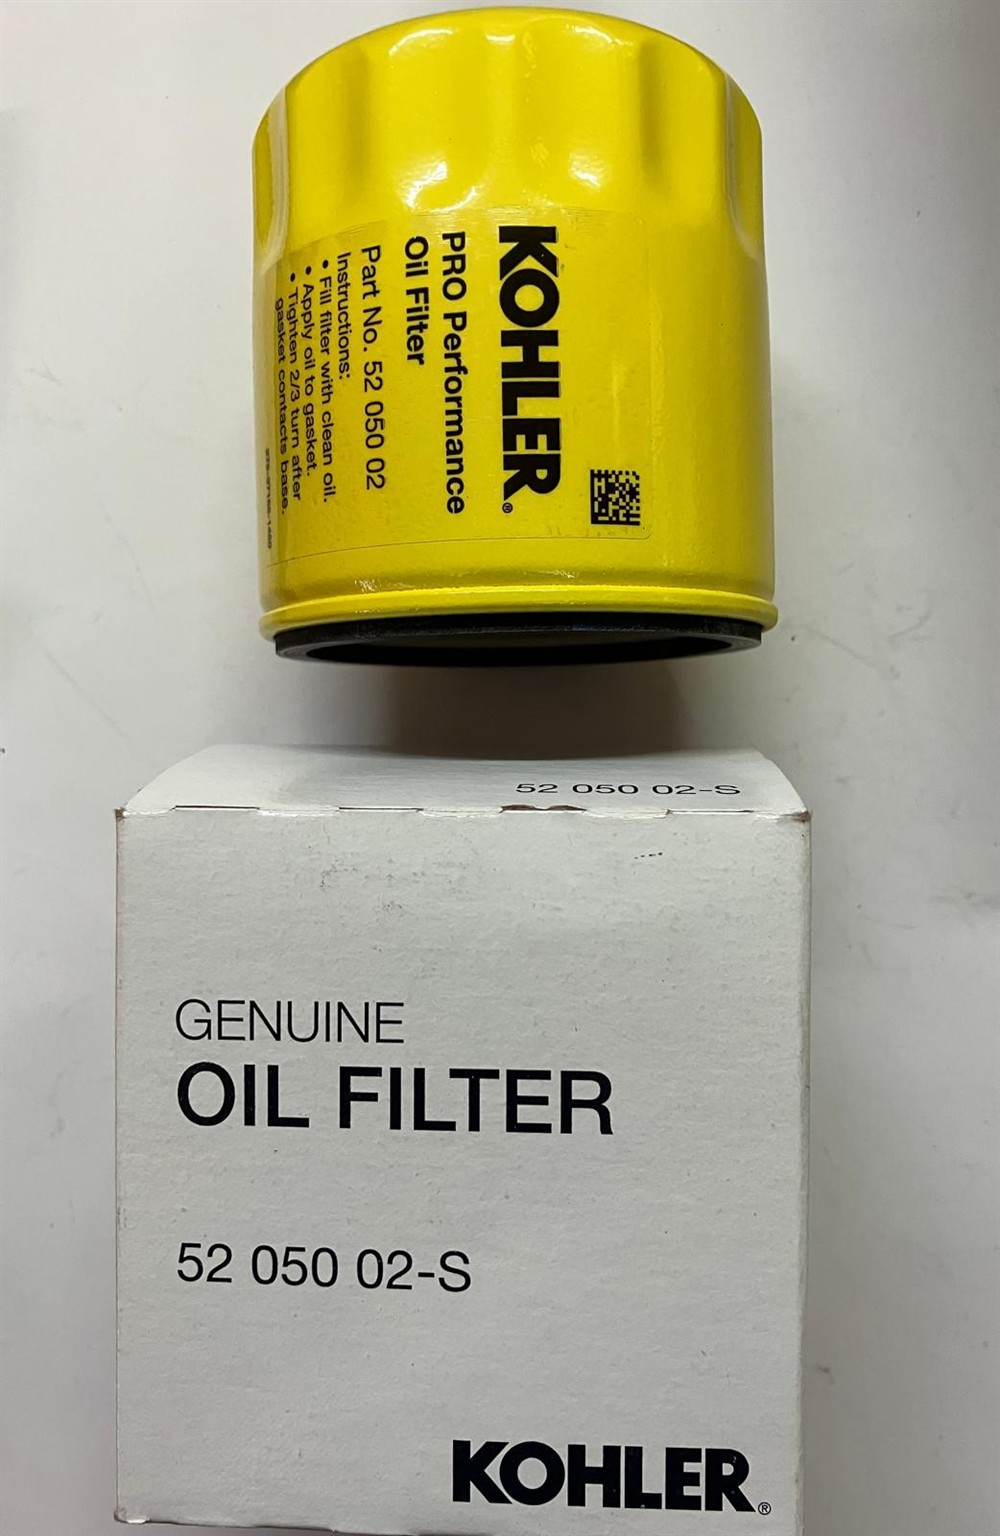 KOHLER®
PRO Performance
Oil Filter
Part No. 52 050 02
Instructions:
• Fill filter with clean oil.
• Apply oil to gasket.
• Tighten 2/3 turn after
gasket contacts base.
52 050 02-S
GENUINE
OIL FILTER
52 050 02-S
KOHLER®